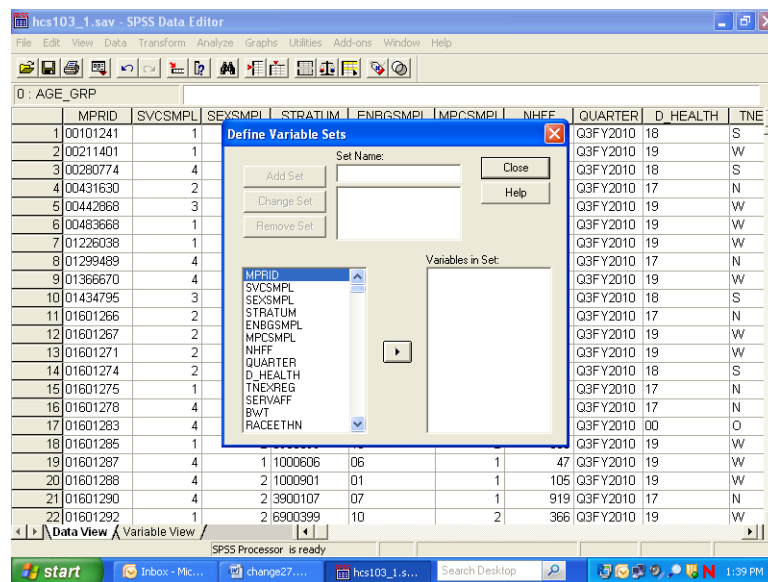 hcs103_1.sav - SPSS Data Editor
File Edit View Data Transform Analyze Graphs Utilities Add-ons Window Help
0 : AGE_GRP
MPRID SVCSMPL SEXSMPL STRATUM ENBGSMPL MPCSMPL NHFF QUARTER D_HEALTH TNE
1 00101241 1 Q3FY2010 18 S
2 00211401 1 Q3FY2010 19 W
3 00280774 4 Q3FY2010 18 S
4 00431630 2 Q3FY2010 17 N
5 00442868 3 Q3FY2010 19 W
6 00483668 1 Q3FY2010 19 W
7 01226038 1 Q3FY2010 19 W
8 01299489 4 Q3FY2010 17 N
9 01366670 4 Q3FY2010 19 W
10 01434795 3 Q3FY2010 18 S
11 01601266 2 Q3FY2010 17 N
12 01601267 2 Q3FY2010 19 W
13 01601271 2 Q3FY2010 19 W
14 01601274 2 Q3FY2010 18 S
15 01601275 1 Q3FY2010 17 N
16 01601278 4 Q3FY2010 17 N
17 01601283 4 Q3FY2010 00 O
18 01601285 1 Q3FY2010 19 W
19 01601287 4 1 1000606 06 1 47 Q3FY2010 19 W
20 01601288 4 2 1000901 01 1 105 Q3FY2010 19 W
21 01601290 4 2 3900107 07 1 919 Q3FY2010 17 N
22 01601292 1 2 6900399 10 2 366 Q3FY2010 19 W
Define Variable Sets
Set Name:
Add Set
Change Set
Remove Set
Close
Help
Variables in Set:
MPRID
SVCSMPL
SEXSMPL
STRATUM
ENBGSMPL
MPCSMPL
NHFF
QUARTER
D_HEALTH
TNEXREG
SERVAFF
BWT
RACEETHN
Data View Variable View
SPSS Processor is ready
start Inbox - Mic... change27.... hcs103_1.s... Search Desktop N 1:39 PM